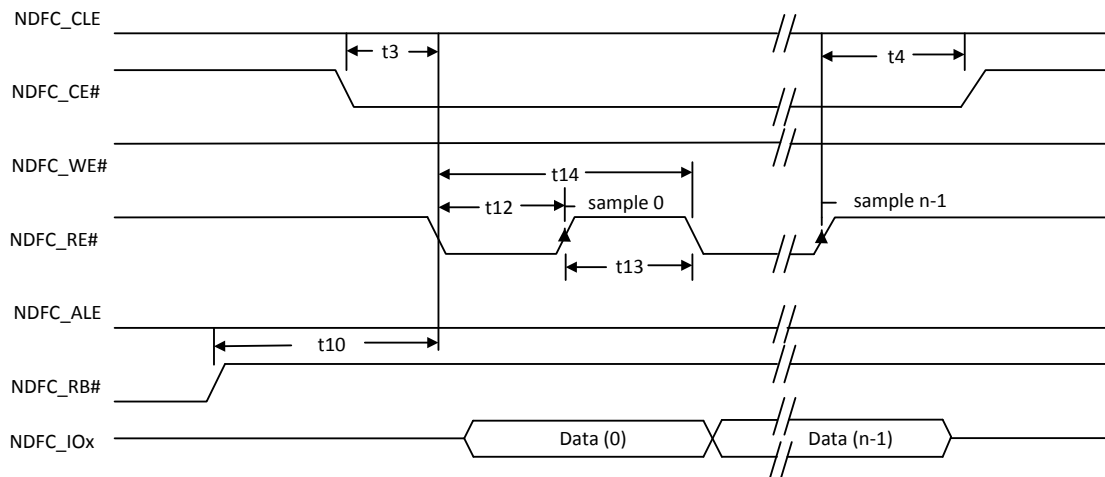 NDFC_CLE
t3
t4
NDFC_CE#
NDFC_WE#
t14
t12
sample 0
sample n-1
NDFC_RE#
t13
NDFC_ALE
t10
NDFC_RB#
NDFC_IOx
Data (0)
Data (n-1)